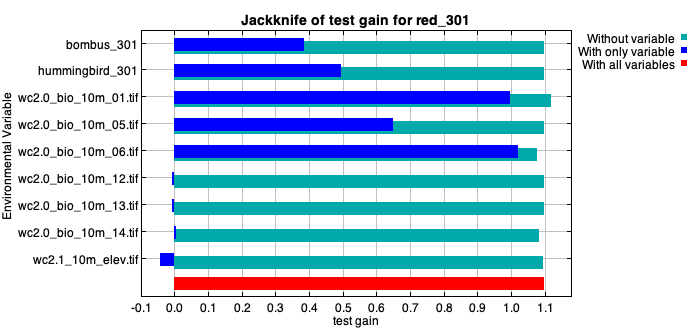 Jackknife of test gain for red_301
Without variable
With only variable
With all variables
Environmental Variable
bombus_301
hummingbird_301
wc2.0_bio_10m_01.tif
wc2.0_bio_10m_05.tif
wc2.0_bio_10m_06.tif
wc2.0_bio_10m_12.tif
wc2.0_bio_10m_13.tif
wc2.0_bio_10m_14.tif
wc2.1_10m_elev.tif
-0.1 0.0 0.1 0.2 0.3 0.4 0.5 0.6 0.7 0.8 0.9 1.0 1.1
test gain